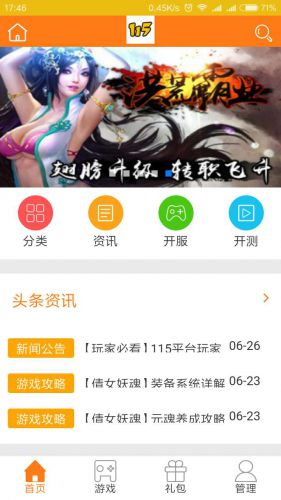 17:46 0.45K/s 71%
115
洪荒霸业
翅膀升级 转职飞升
分类 资讯 开服 开测
头条资讯
新闻公告 【玩家必看】115平台玩家 06-26
游戏攻略 【倩女妖魂】装备系统详解 06-23
游戏攻略 【倩女妖魂】元魂养成攻略 06-23
首页 游戏 礼包 管理